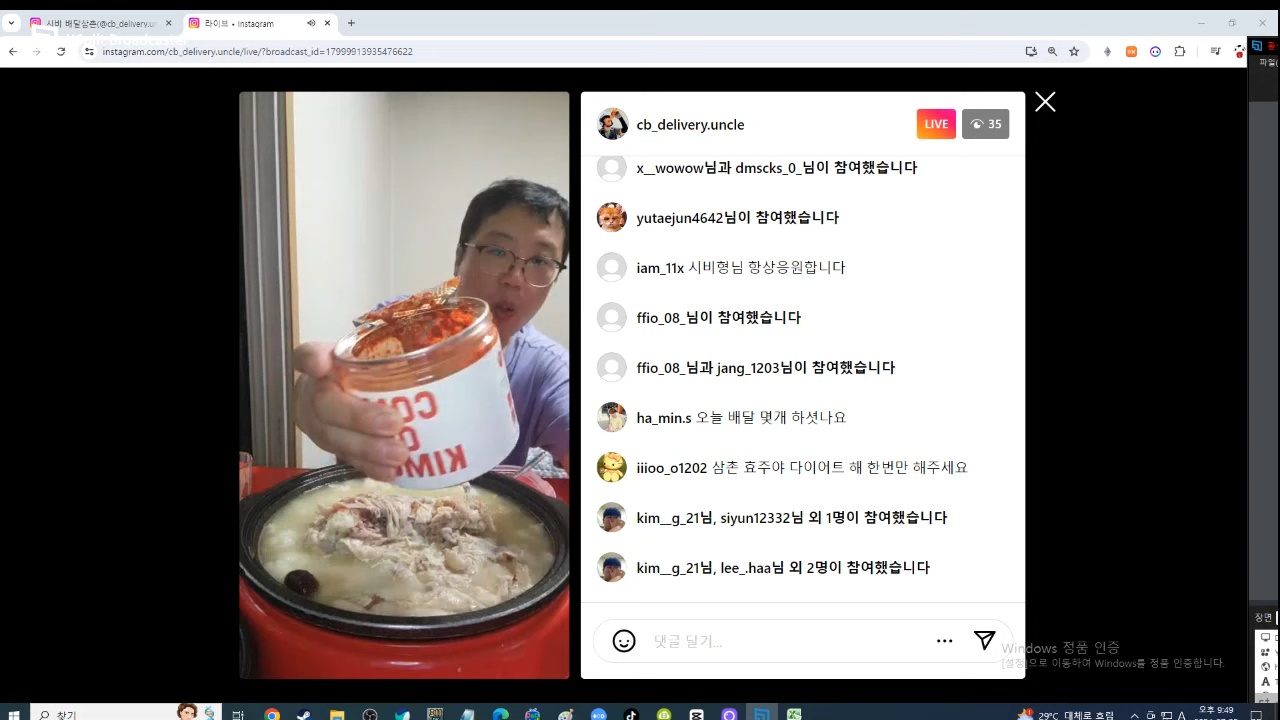 시비 배달삼촌(@cb_delivery.un
라이브 • Instagram
instagram.com/cb_delivery.uncle/live/?broadcast_id=17999913935476622
파일(
cb_delivery.uncle
LIVE
35
x__wowow님과 dmscks_0_님이 참여했습니다
yutaejun4642님이 참여했습니다
iam_11x 시비형님 항상응원합니다
ffio_08_님이 참여했습니다
ffio_08_님과 jang_1203님이 참여했습니다
ha_min.s 오늘 배달 몇개 하셧나요
iiioo_o1202 삼촌 효주야 다이어트 해 한번만 해주세요
kim__g_21님, siyun12332님 외 1명이 참여했습니다
kim__g_21님, lee_.haa님 외 2명이 참여했습니다
댓글 달기...
Windows 정품 인증
[설정]으로 이동하여 Windows를 정품 인증합니다.
장면
찾기
29°C 대체로 흐림
오후 9:49